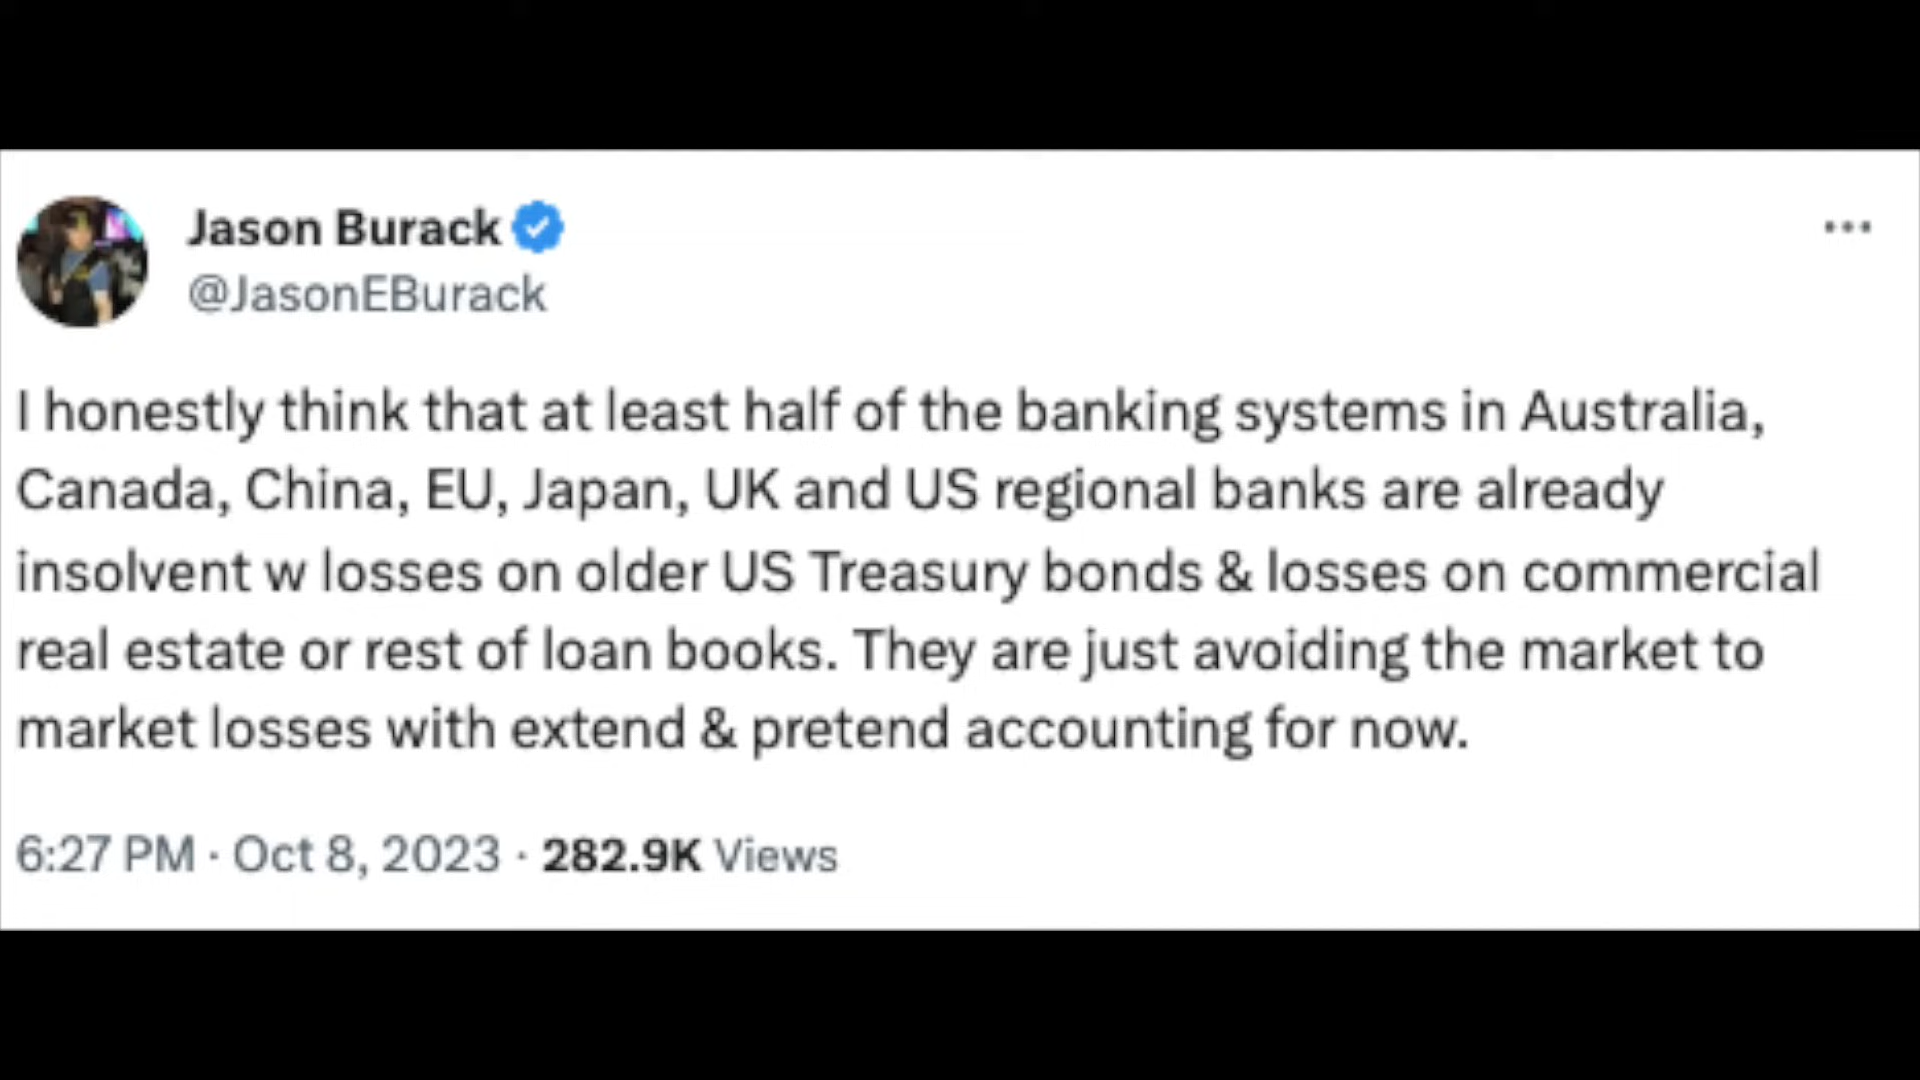 Jason Burack
@JasonEBurack
I honestly think that at least half of the banking systems in Australia,
Canada, China, EU, Japan, UK and US regional banks are already
insolvent w losses on older US Treasury bonds & losses on commercial
real estate or rest of loan books. They are just avoiding the market to
market losses with extend & pretend accounting for now.
6:27 PM · Oct 8, 2023 · 282.9K Views